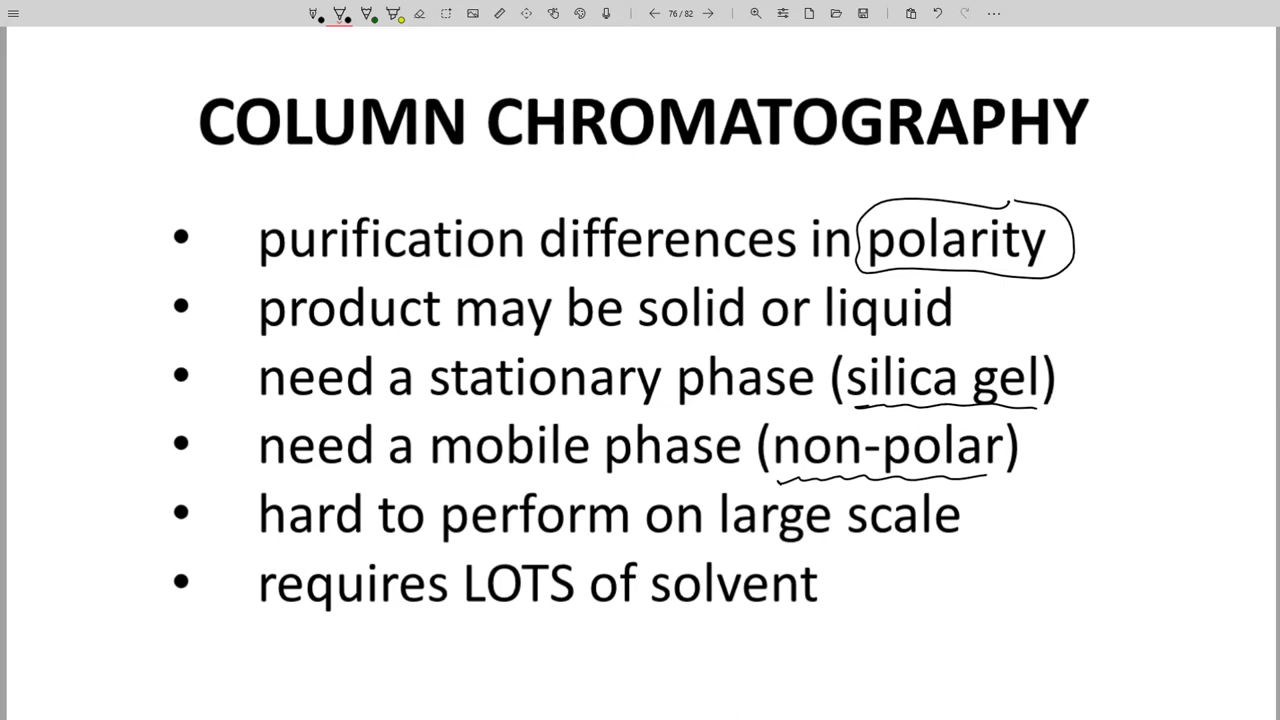 76 / 82
COLUMN CHROMATOGRAPHY
• purification differences in polarity
• product may be solid or liquid
• need a stationary phase (silica gel)
• need a mobile phase (non-polar)
• hard to perform on large scale
• requires LOTS of solvent